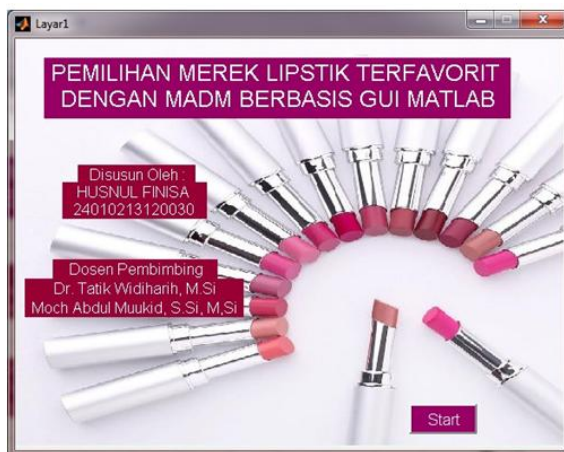 Layar1
PEMILIHAN MEREK LIPSTIK TERFAVORIT
DENGAN MADM BERBASIS GUI MATLAB
Disusun Oleh :
HUSNUL FINISA
24010213120030
Dosen Pembimbing
Dr. Tatik Widiharih, M.Si
Moch Abdul Muukid, S.Si, M,Si
Start